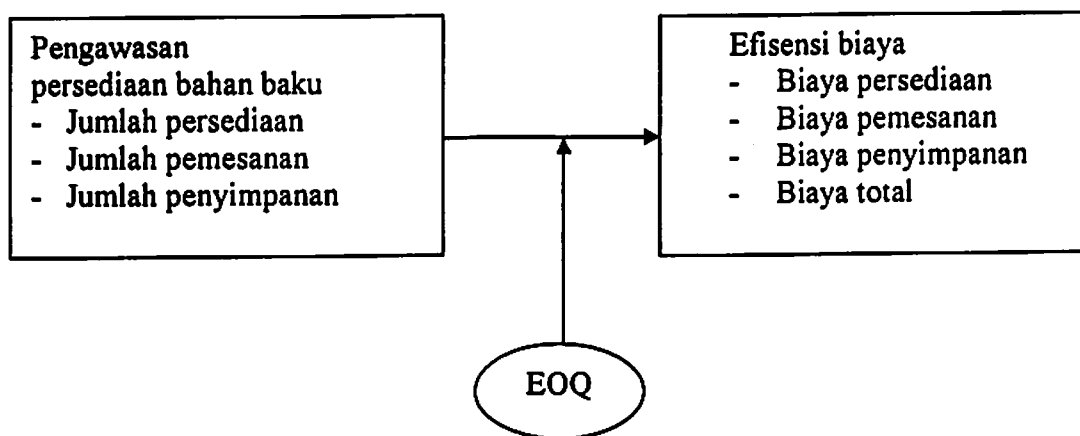 Pengawasan
persediaan bahan baku
- Jumlah persediaan
- Jumlah pemesanan
- Jumlah penyimpanan
Efisensi biaya
- Biaya persediaan
- Biaya pemesanan
- Biaya penyimpanan
- Biaya total
EOQ